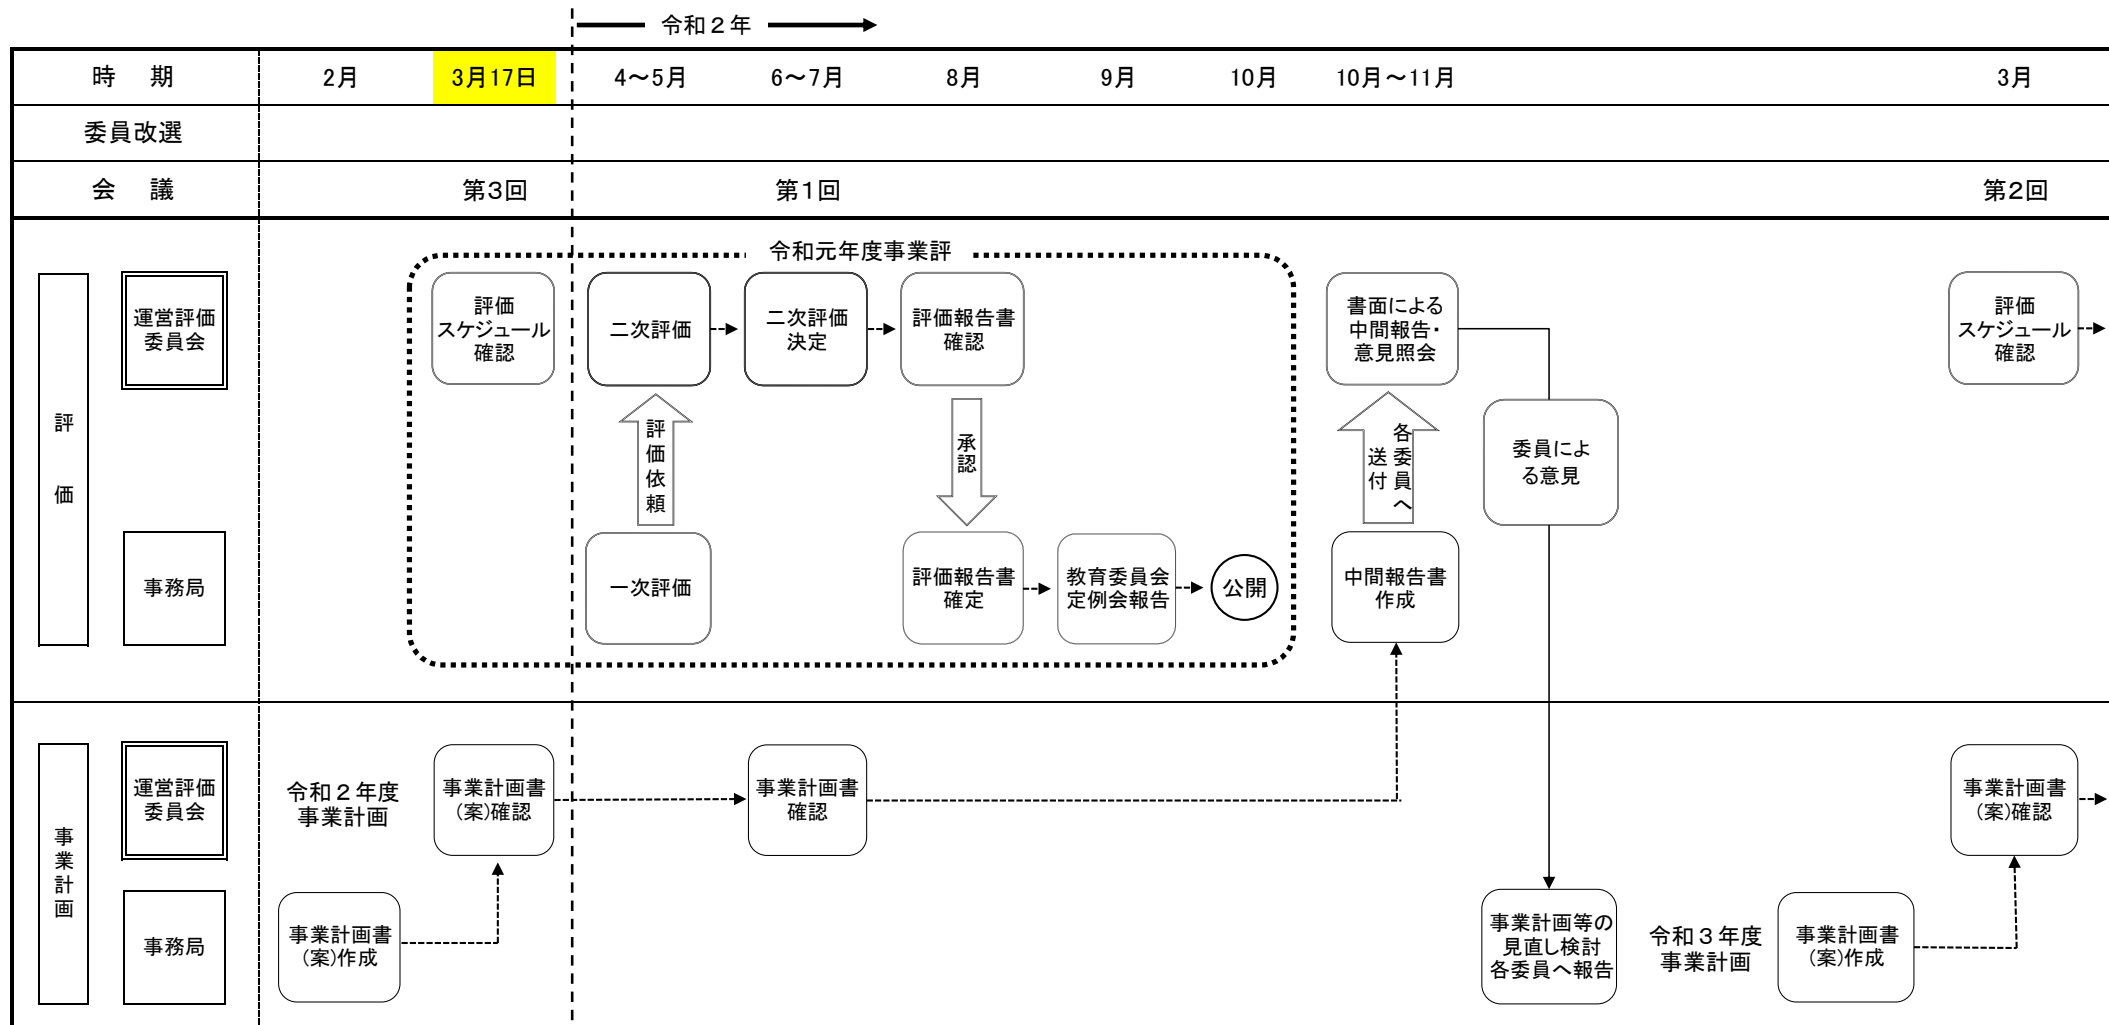 令和２年
時　期
2月
3月17日
4～5月
6～7月
8月
9月
10月
10月～11月
3月
委員改選
会　議
第3回
第1回
第2回
令和元年度事業評
評価
運営評価
委員会
評価
スケジュール
確認
二次評価
二次評価
決定
評価報告書
確認
書面による
中間報告・
意見照会
評価
スケジュール
確認
評価依頼
承認
各委員へ
送付
委員によ
る意見
事務局
一次評価
評価報告書
確定
教育委員会
定例会報告
公開
中間報告書
作成
事業計画
運営評価
委員会
令和２年度
事業計画
事業計画書
(案)確認
事業計画書
確認
事業計画書
(案)確認
事務局
事業計画書
(案)作成
事業計画等の
見直し検討
各委員へ報告
令和３年度
事業計画
事業計画書
(案)作成